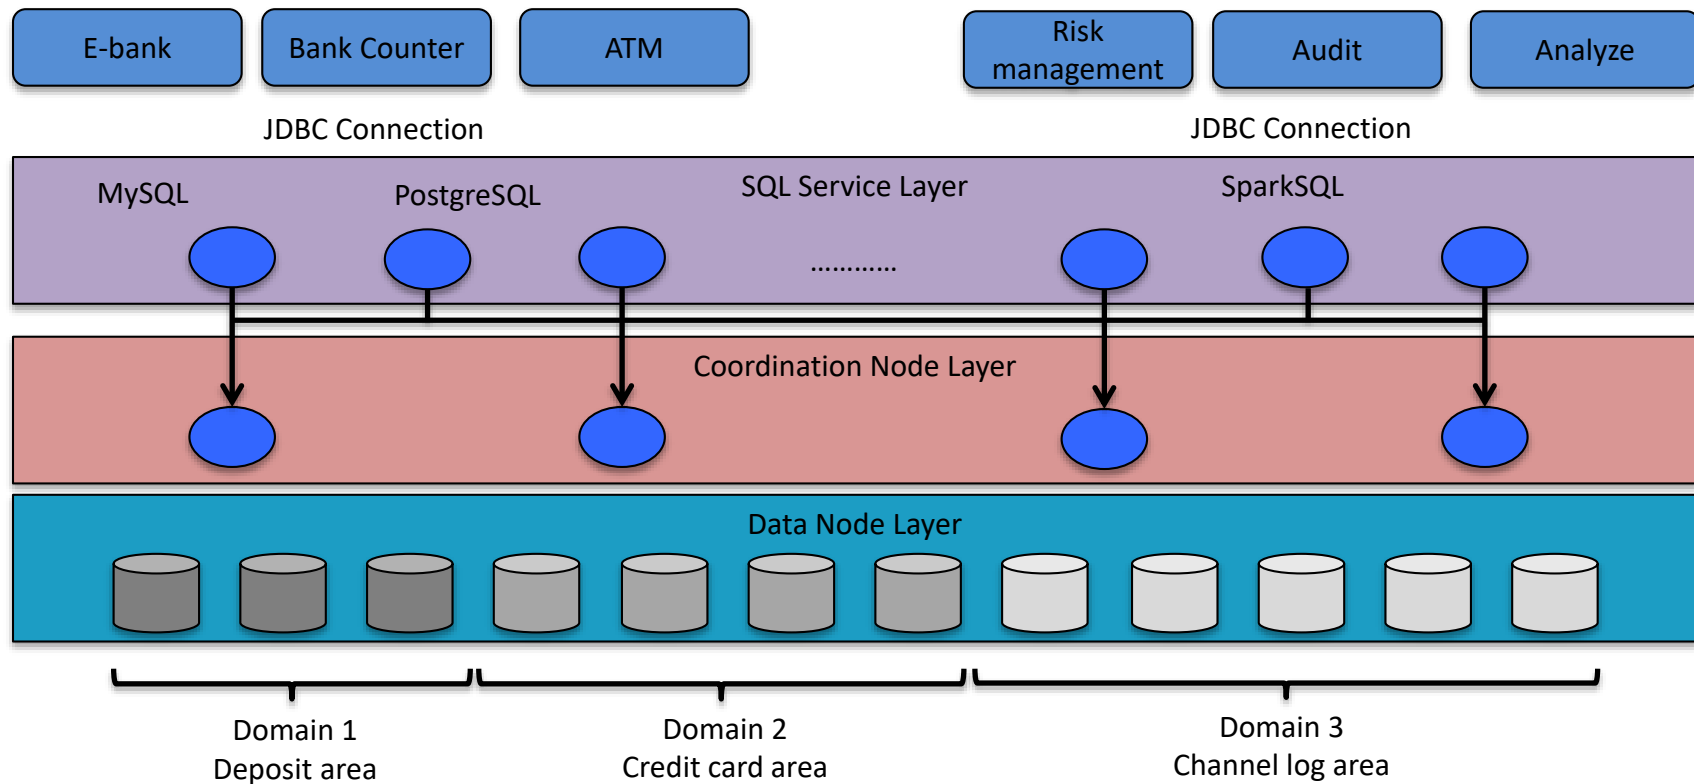 E-bank
Bank Counter
ATM
Risk
management
Audit
Analyze
JDBC Connection
JDBC Connection
MySQL
PostgreSQL
SQL Service Layer
SparkSQL
…………
Coordination Node Layer
Data Node Layer
Domain 1
Deposit area
Domain 2
Credit card area
Domain 3
Channel log area